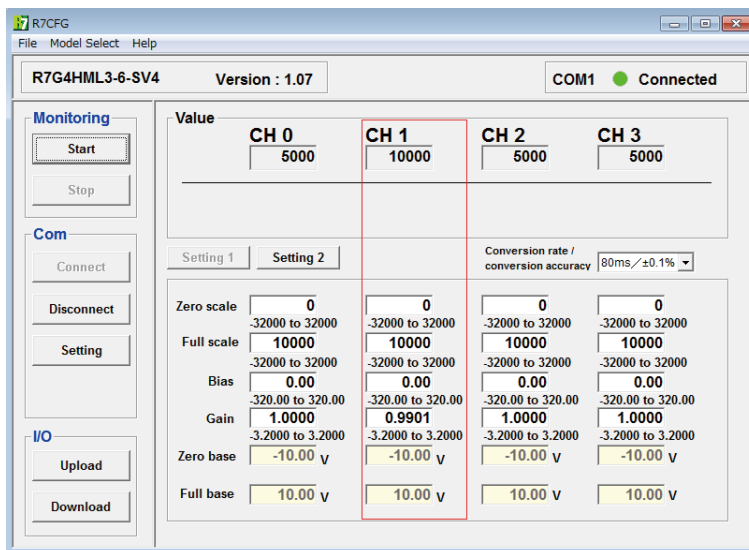 R7CFG
File Model Select Help
R7G4HML3-6-SV4 Version : 1.07 COM1 Connected
Monitoring
Start
Stop
Com
Connect
Disconnect
Setting
I/O
Upload
Download
Value
CH 0 CH 1 CH 2 CH 3
5000 10000 5000 5000
Setting 1 Setting 2 Conversion rate /
conversion accuracy 80ms／±0.1%
Zero scale 0 0 0 0
-32000 to 32000 -32000 to 32000 -32000 to 32000 -32000 to 32000
Full scale 10000 10000 10000 10000
-32000 to 32000 -32000 to 32000 -32000 to 32000 -32000 to 32000
Bias 0.00 0.00 0.00 0.00
-320.00 to 320.00 -320.00 to 320.00 -320.00 to 320.00 -320.00 to 320.00
Gain 1.0000 0.9901 1.0000 1.0000
-3.2000 to 3.2000 -3.2000 to 3.2000 -3.2000 to 3.2000 -3.2000 to 3.2000
Zero base -10.00 V -10.00 V -10.00 V -10.00 V
Full base 10.00 V 10.00 V 10.00 V 10.00 V